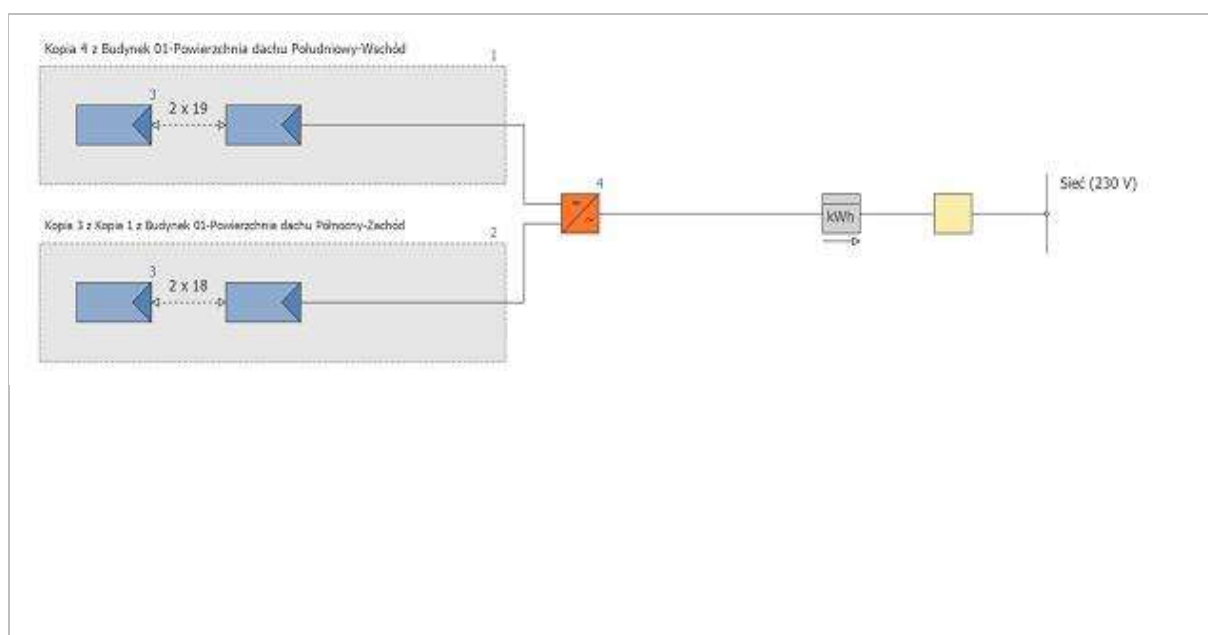 Kopia 4 z Budynek 01-Powierzchnia dachu Południowy-Wschód
1
3
2 x 19
4
Sieć (230 V)
kWh
Kopia 3 z Kopia 1 z Budynek 01-Powierzchnia dachu Północny-Zachód
2
3
2 x 18